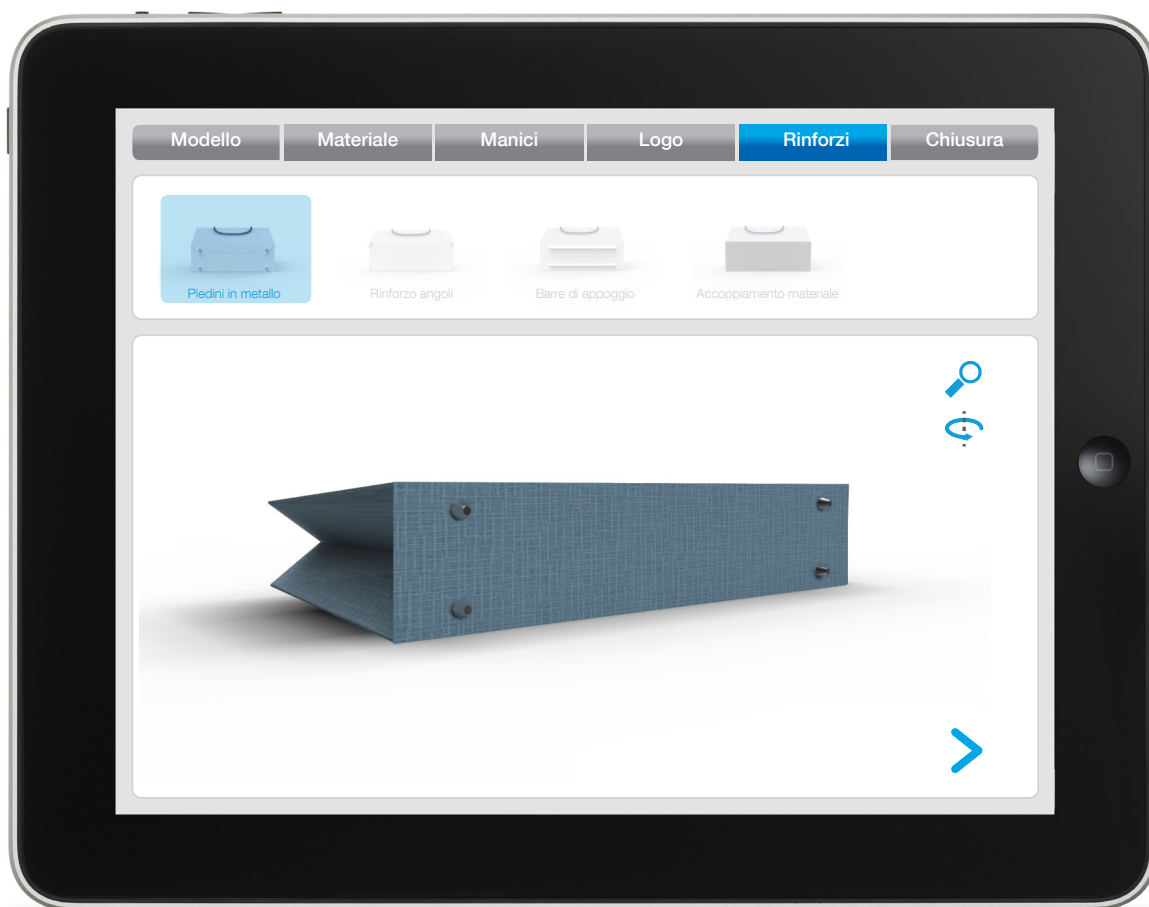 Modello
Materiale
Manici
Logo
Rinforzi
Chiusura
Piedini in metallo
Rinforzo angoli
Barre di appoggio
Accoppiamento materiale